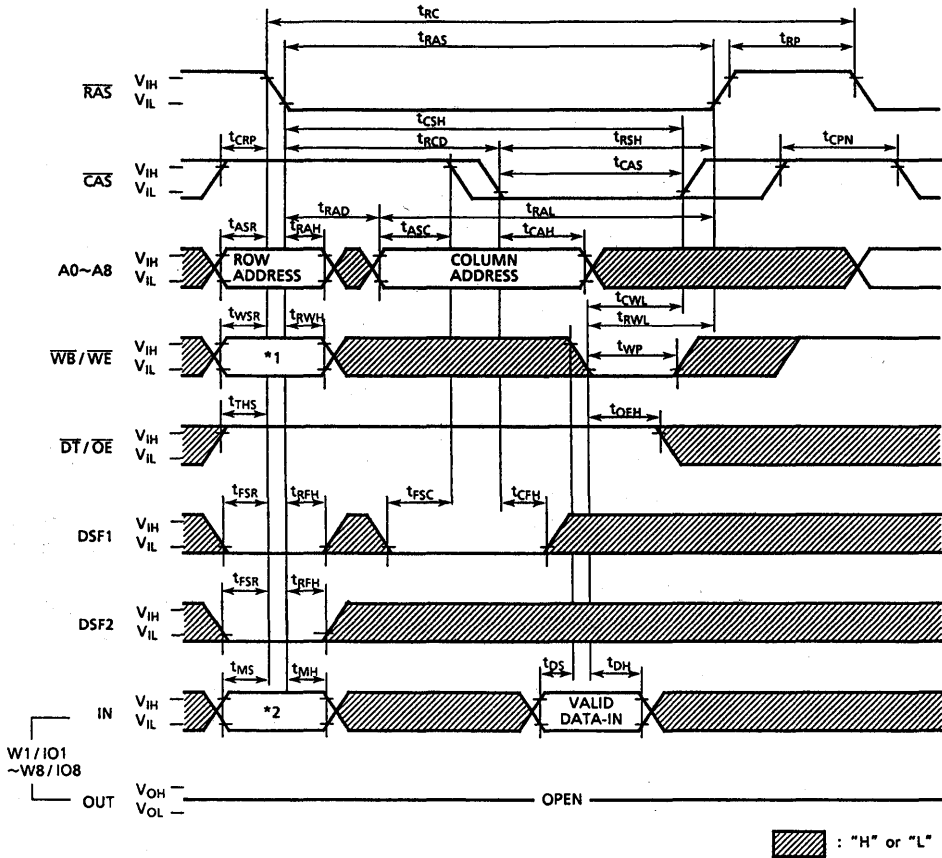 tRC
tRAS
tRP
RAS VIH
VIL
tCSH
tCRP tRCD tRSH
tCAS tCPN
CAS VIH
VIL
tRAD tRAL
tASR tRAH tASC tCAH
A0~A8 VIH
VIL
ROW
ADDRESS
COLUMN
ADDRESS
tCWL
tRWL
tWSR tRWH tWP
WB / WE VIH
VIL
*1
tTHS tOEH
DT / OE VIH
VIL
tFSR tRFH tFSC tCFH
DSF1 VIH
VIL
tFSR tRFH
DSF2 VIH
VIL
tMS tMH tDS tDH
IN VIH
VIL
*2
VALID
DATA-IN
W1 / IO1
~W8 / IO8
OUT VOH
VOL
OPEN
: "H" or "L"